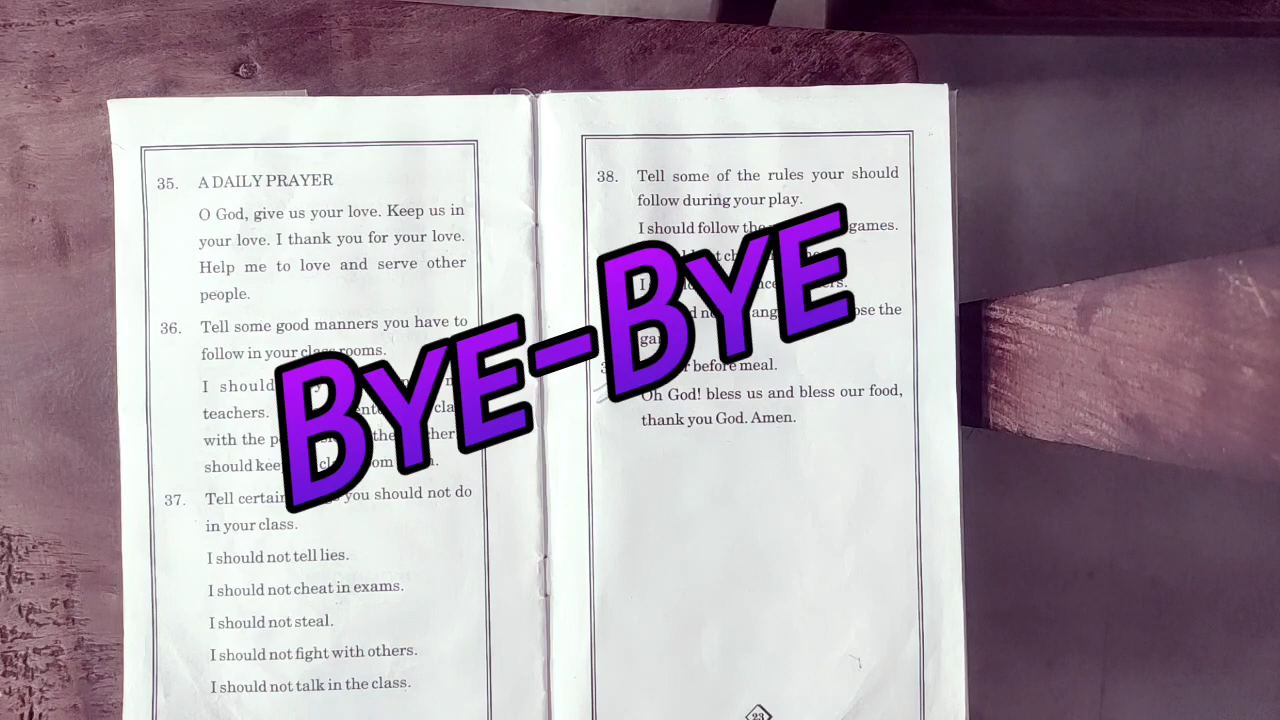 35. A DAILY PRAYER
O God, give us your love. Keep us in
your love. I thank you for your love.
Help me to love and serve other
people.
36. Tell some good manners you have to
follow in your class rooms.
I should
teachers.
with the
should keep
37. Tell certain you should not do
in your class.
I should not tell lies.
I should not cheat in exams.
I should not steal.
I should not fight with others.
I should not talk in the class.
38. Tell some of the rules your should
follow during your play.
I should follow the games.
I
the
before meal.
Oh God! bless us and bless our food,
thank you God. Amen.
23
BYE-BYE